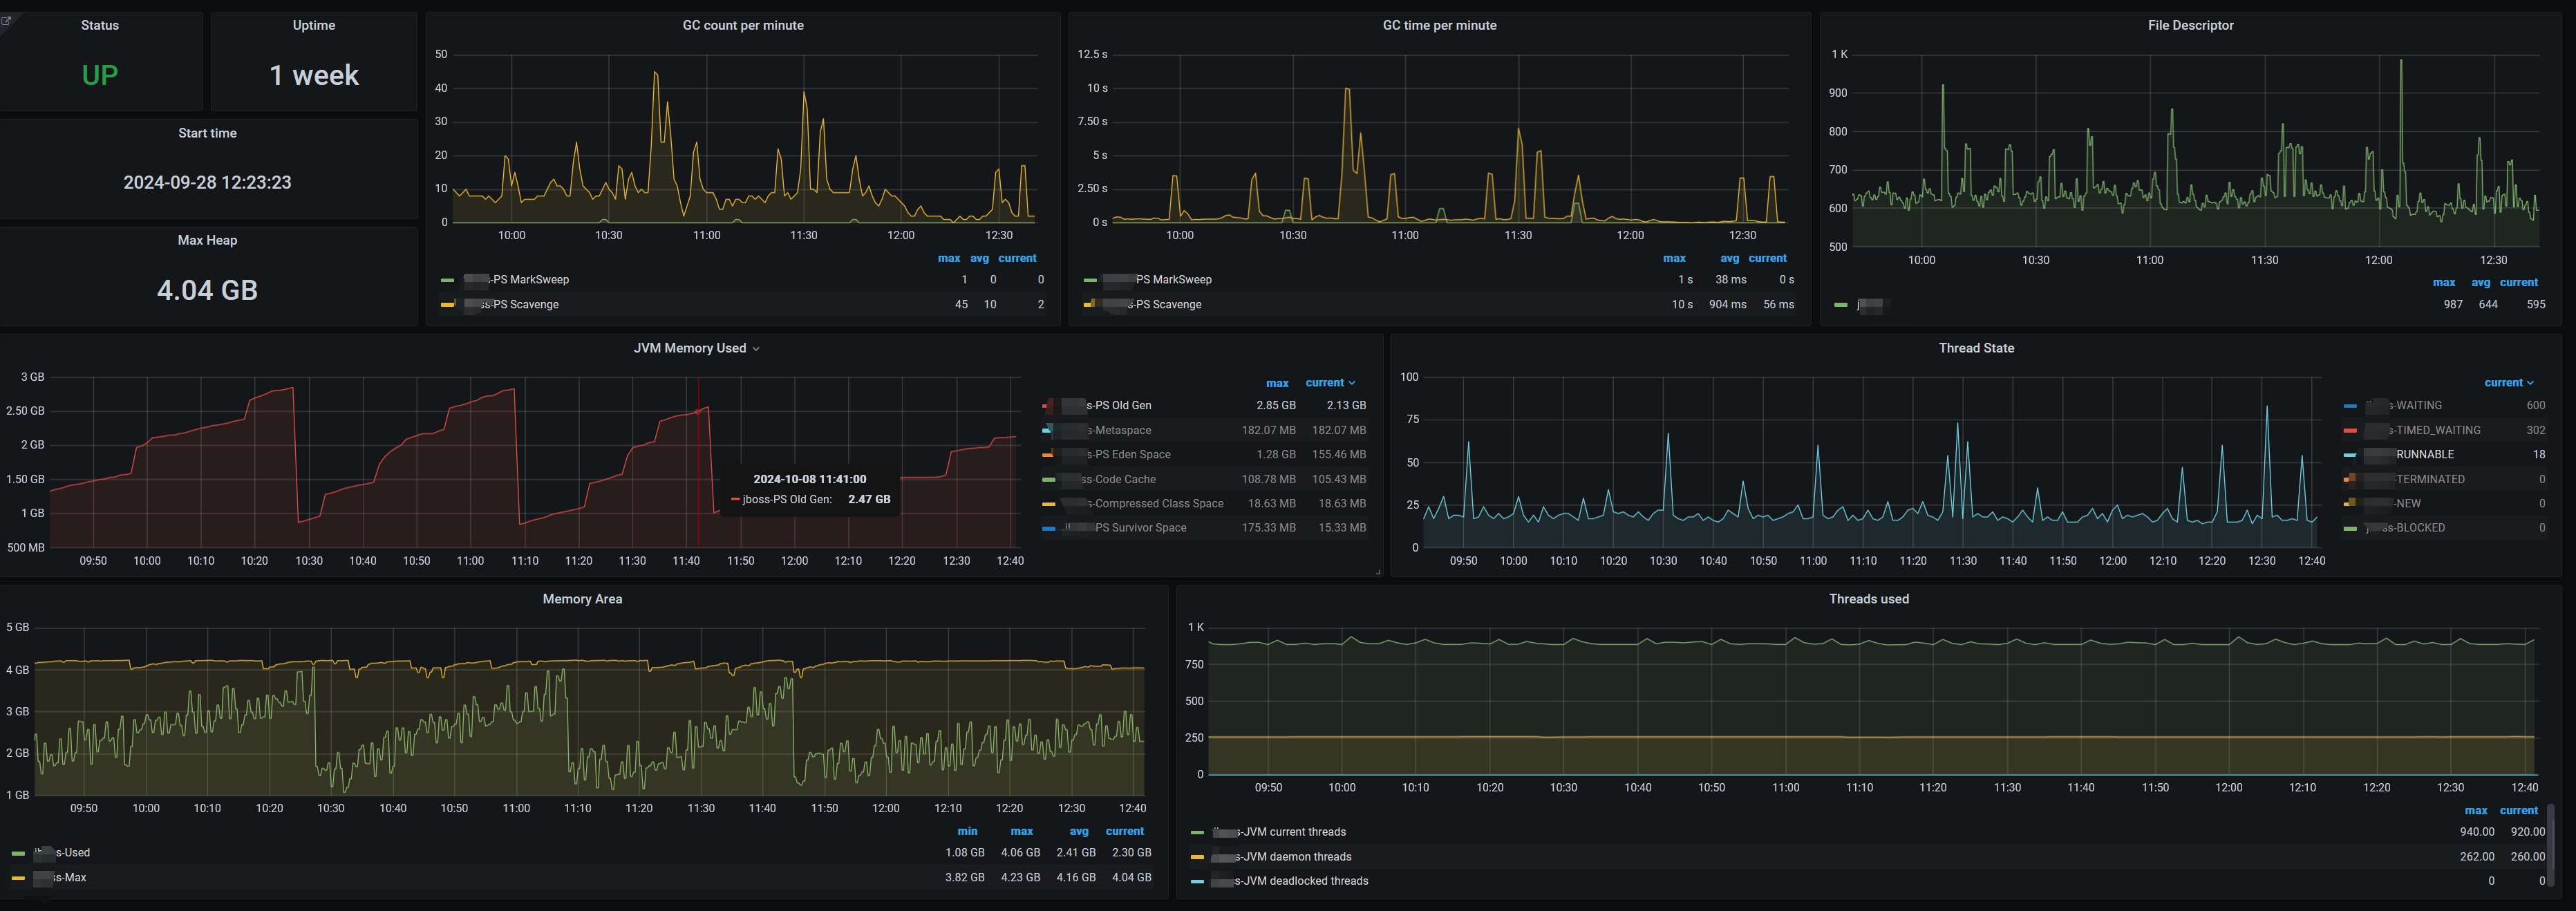 Status
UP
Uptime
1 week
Start time
2024-09-28 12:23:23
Max Heap
4.04 GB
GC count per minute
50
40
30
20
10
0
10:00 10:30 11:00 11:30 12:00 12:30
max avg current
PS MarkSweep 1 0 0
PS Scavenge 45 10 2
GC time per minute
12.5 s
10 s
7.50 s
5 s
2.50 s
0 s
10:00 10:30 11:00 11:30 12:00 12:30
max avg current
PS MarkSweep 1 s 38 ms 0 s
PS Scavenge 10 s 904 ms 56 ms
File Descriptor
1 K
900
800
700
600
500
10:00 10:30 11:00 11:30 12:00 12:30
max avg current
j 987 644 595
JVM Memory Used
3 GB
2.50 GB
2 GB
1.50 GB
1 GB
500 MB
09:50 10:00 10:10 10:20 10:30 10:40 10:50 11:00 11:10 11:20 11:30 11:40 11:50 12:00 12:10 12:20 12:30 12:40
2024-10-08 11:41:00
jboss-PS Old Gen: 2.47 GB
max current
s-PS Old Gen 2.85 GB 2.13 GB
s-Metaspace 182.07 MB 182.07 MB
s-PS Eden Space 1.28 GB 155.46 MB
ss-Code Cache 108.78 MB 105.43 MB
s-Compressed Class Space 18.63 MB 18.63 MB
PS Survivor Space 175.33 MB 15.33 MB
Thread State
100
75
50
25
0
09:50 10:00 10:10 10:20 10:30 10:40 10:50 11:00 11:10 11:20 11:30 11:40 11:50 12:00 12:10 12:20 12:30 12:40
current
s-WAITING 600
s-TIMED_WAITING 302
RUNNABLE 18
-TERMINATED 0
-NEW 0
ss-BLOCKED 0
Memory Area
5 GB
4 GB
3 GB
2 GB
1 GB
09:50 10:00 10:10 10:20 10:30 10:40 10:50 11:00 11:10 11:20 11:30 11:40 11:50 12:00 12:10 12:20 12:30 12:40
min max avg current
s-Used 1.08 GB 4.06 GB 2.41 GB 2.30 GB
ss-Max 3.82 GB 4.23 GB 4.16 GB 4.04 GB
Threads used
1 K
750
500
250
0
09:50 10:00 10:10 10:20 10:30 10:40 10:50 11:00 11:10 11:20 11:30 11:40 11:50 12:00 12:10 12:20 12:30 12:40
max current
s-JVM current threads 940.00 920.00
s-JVM daemon threads 262.00 260.00
s-JVM deadlocked threads 0 0